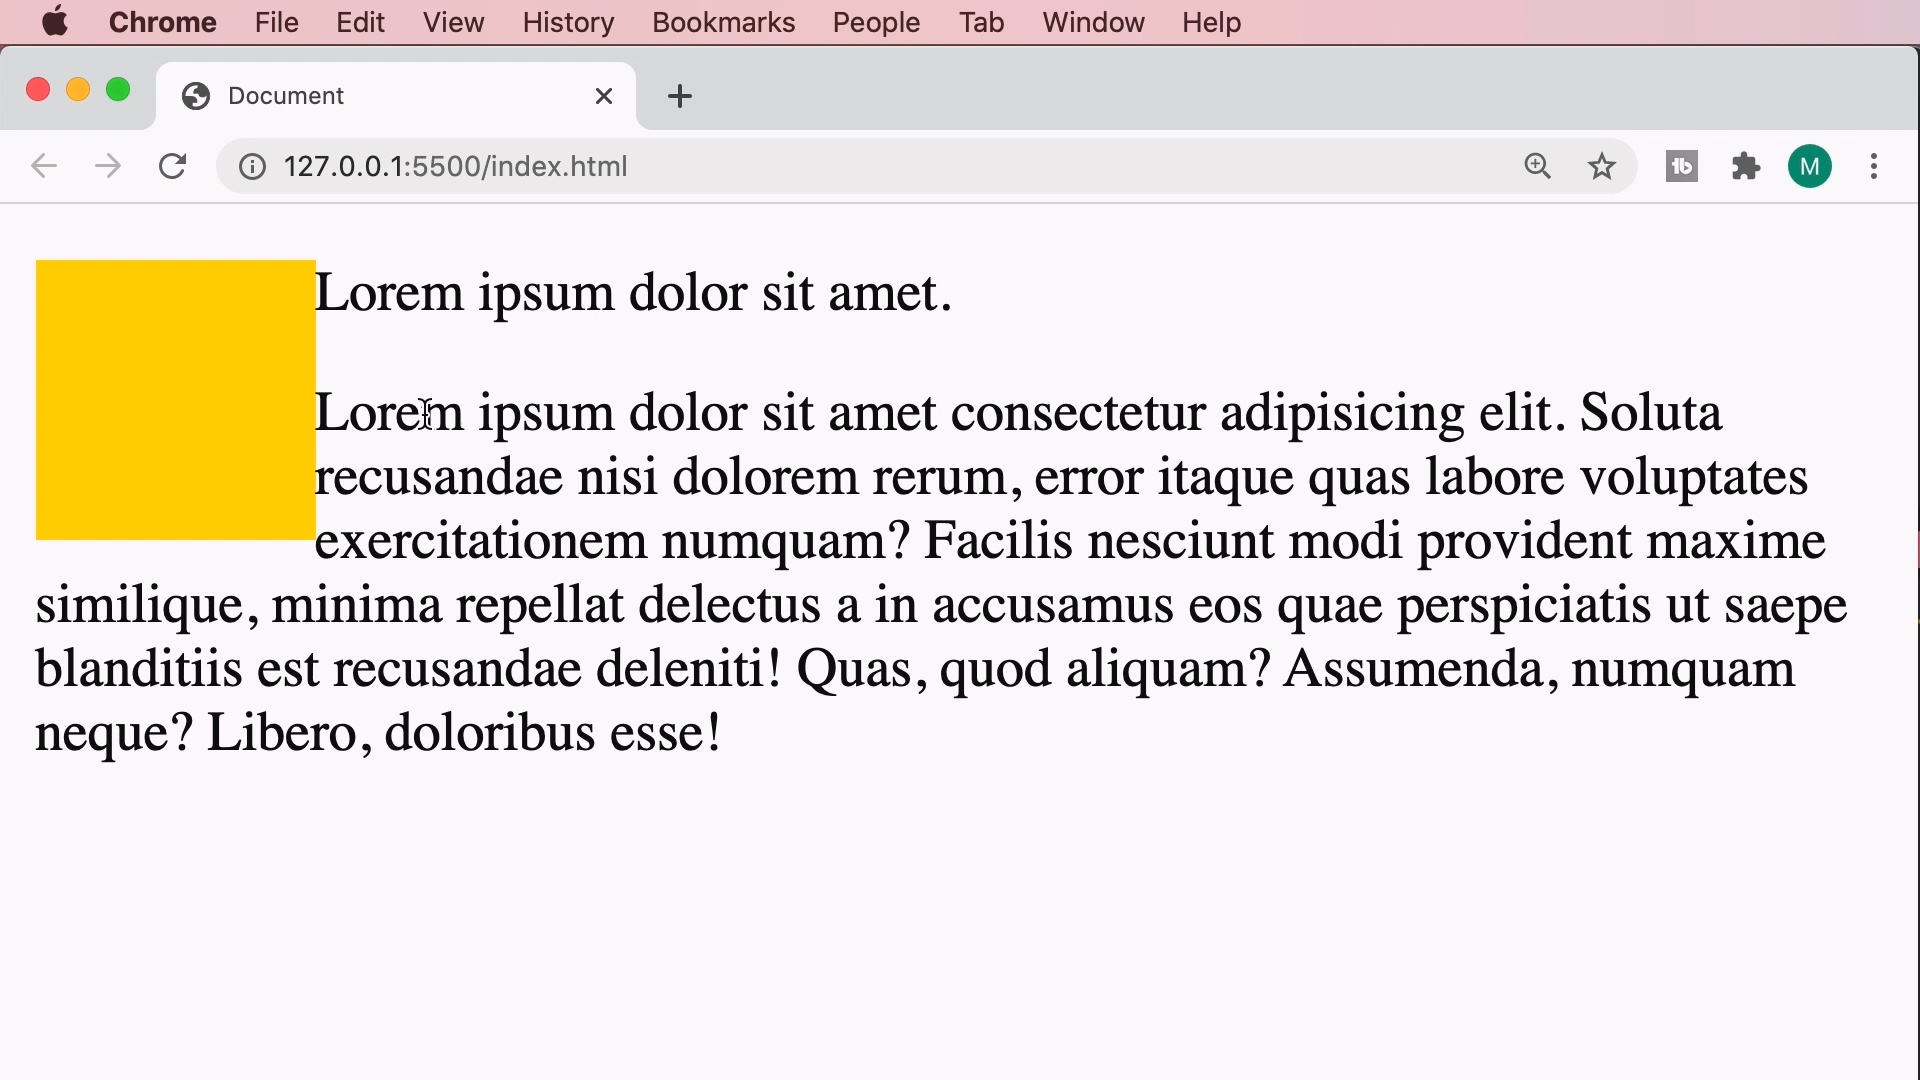 Chrome File Edit View History Bookmarks People Tab Window Help
Document
127.0.0.1:5500/index.html
tb
M
Lorem ipsum dolor sit amet.
Lorem ipsum dolor sit amet consectetur adipisicing elit. Soluta
recusandae nisi dolorem rerum, error itaque quas labore voluptates
exercitationem numquam? Facilis nesciunt modi provident maxime
similique, minima repellat delectus a in accusamus eos quae perspiciatis ut saepe
blanditiis est recusandae deleniti! Quas, quod aliquam? Assumenda, numquam
neque? Libero, doloribus esse!